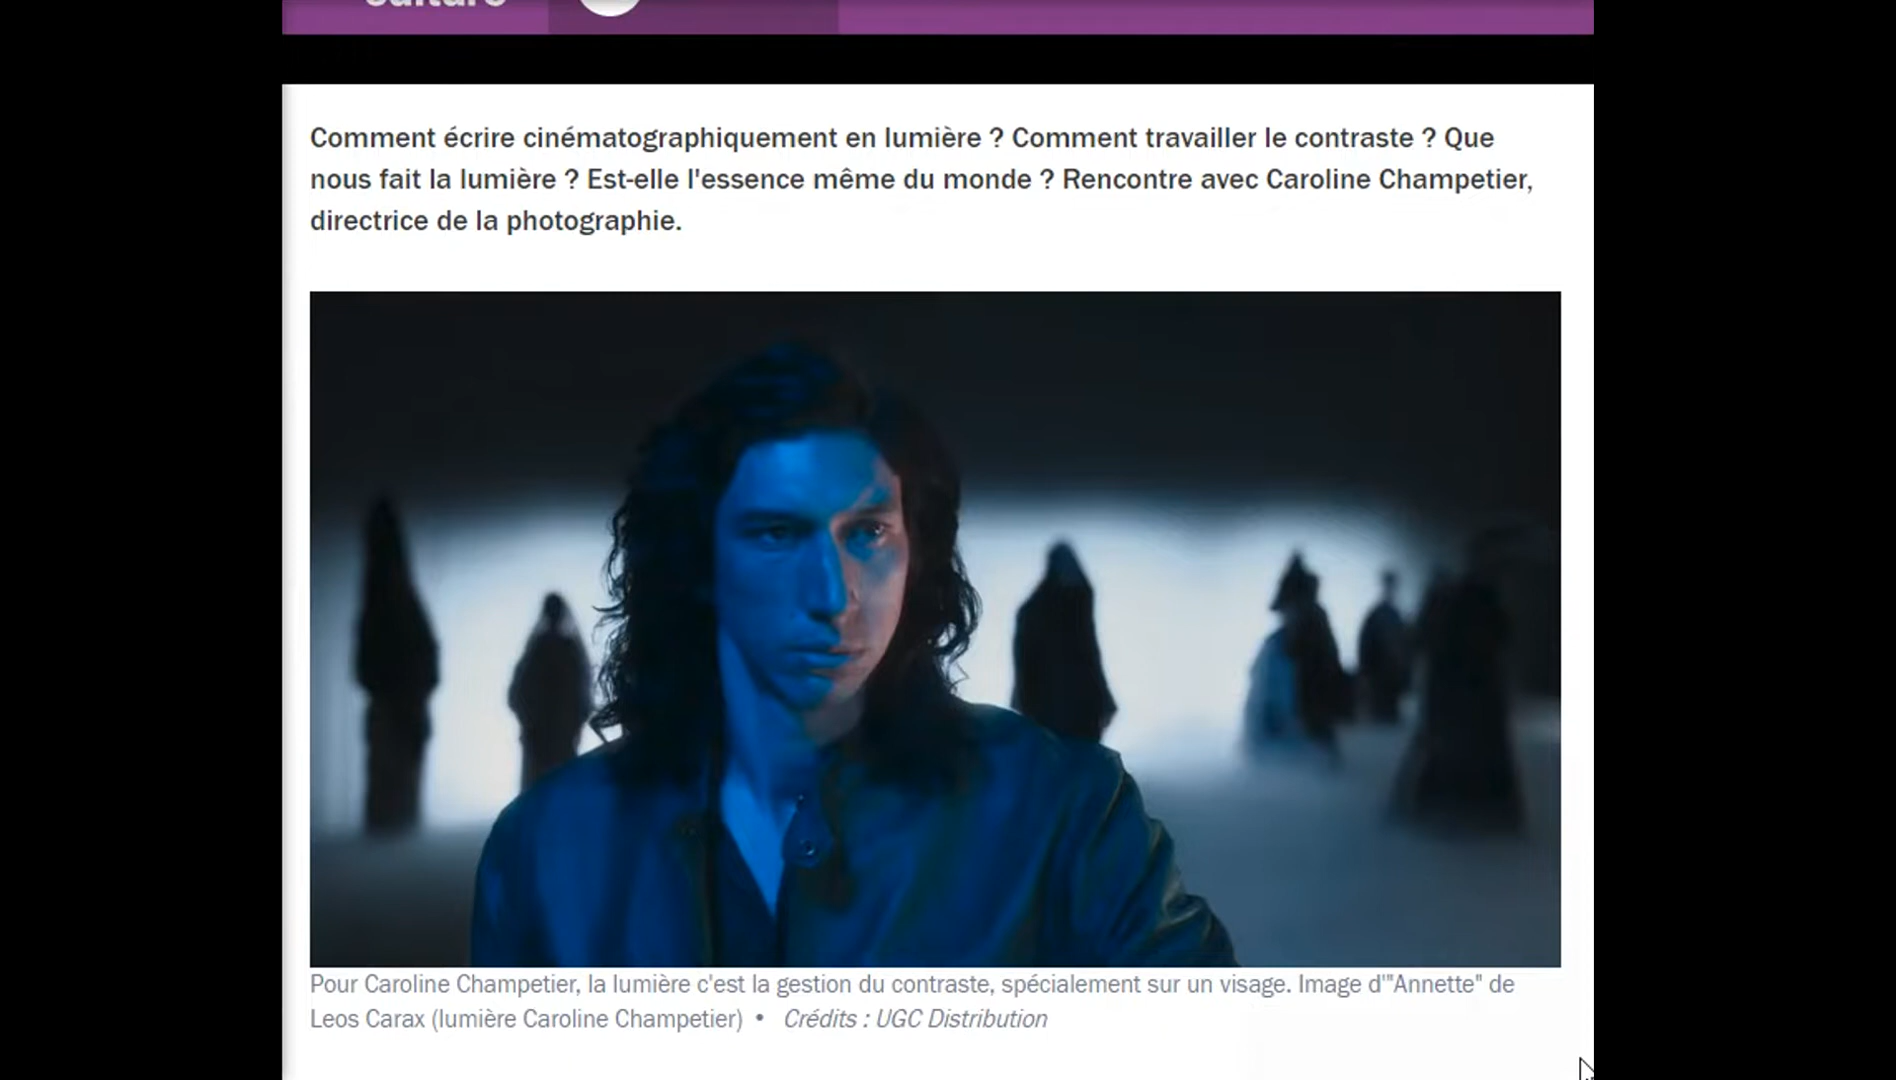 culture
Comment écrire cinématographiquement en lumière ? Comment travailler le contraste ? Que
nous fait la lumière ? Est-elle l'essence même du monde ? Rencontre avec Caroline Champetier,
directrice de la photographie.
Pour Caroline Champetier, la lumière c'est la gestion du contraste, spécialement sur un visage. Image d'"Annette" de
Leos Carax (lumière Caroline Champetier) • Crédits : UGC Distribution